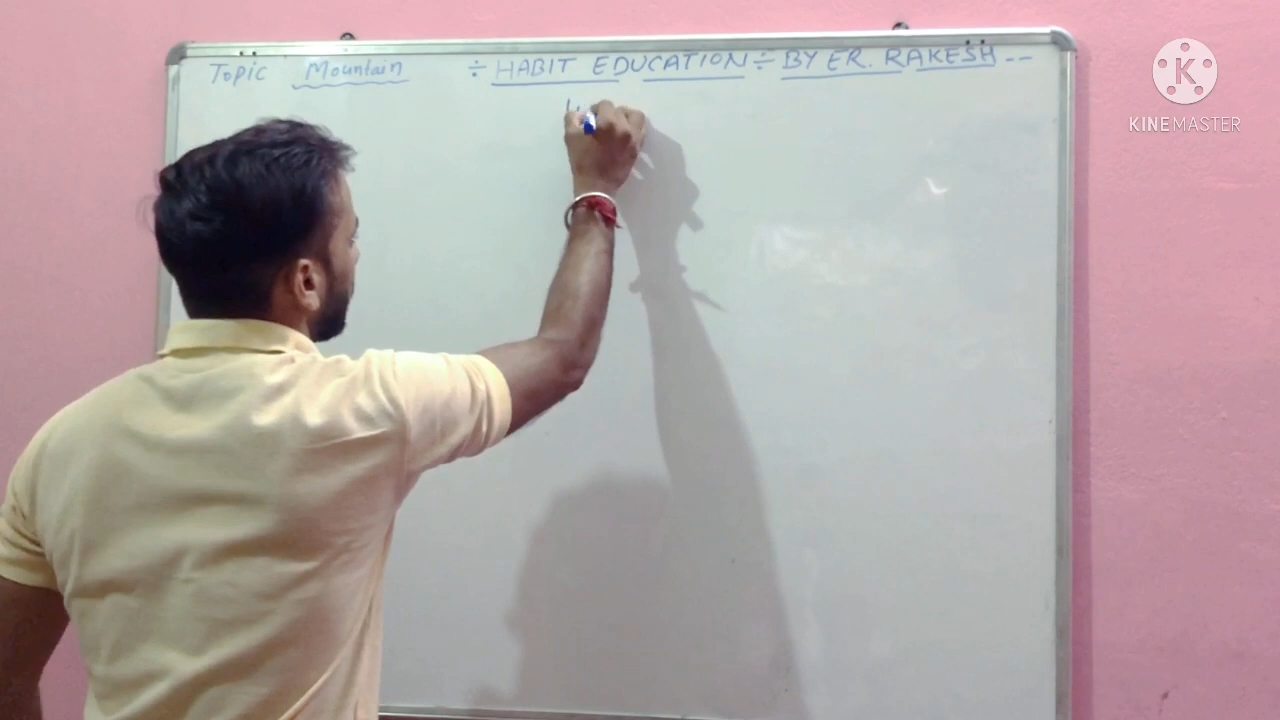 Topic Mountain ÷ HABIT EDUCATION ÷ BY ER. RAKESH --
KINEMASTER